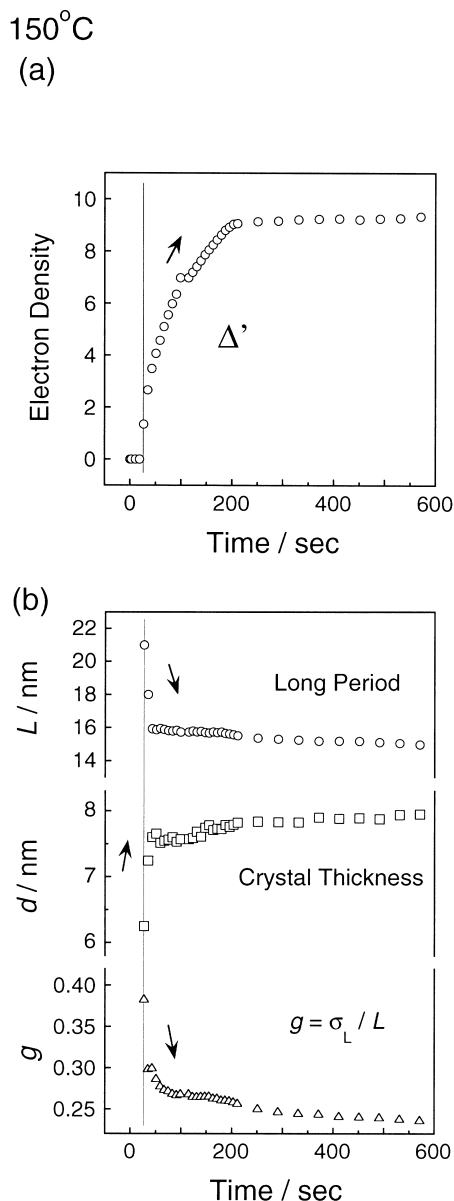 150°C
(a)
10
8
6
4
2
0
Electron Density
Δ’
0 200 400 600
Time / sec
(b)
22
20
18
16
14
L / nm
Long Period
8
7
6
d / nm
Crystal Thickness
0.40
0.35
0.30
0.25
g
g = σL / L
0 200 400 600
Time / sec